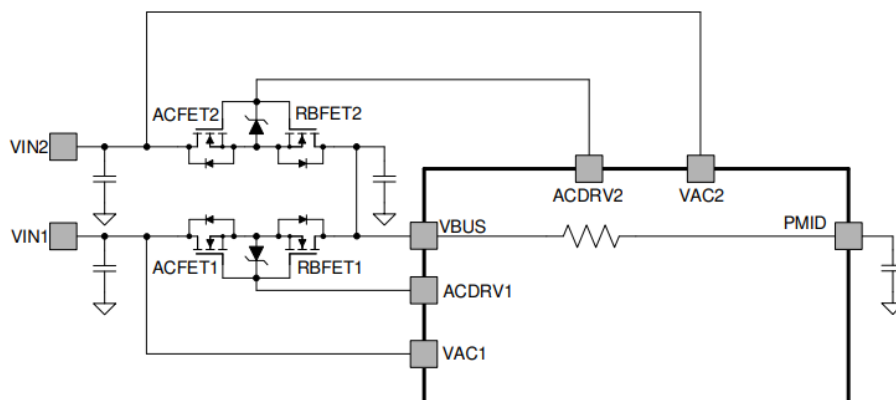 ACFET2
RBFET2
VIN2
ACDRV2
VAC2
VIN1
VBUS
PMID
ACFET1
RBFET1
ACDRV1
VAC1